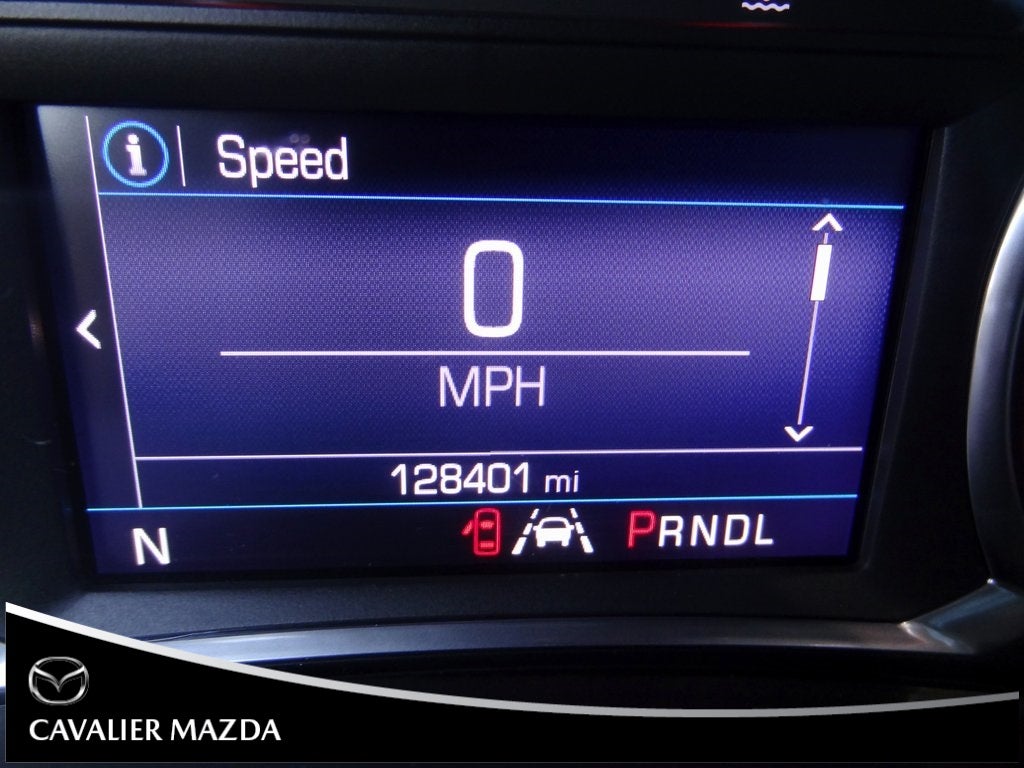 i Speed
0
MPH
128401 mi
N PRNDL
CAVALIER MAZDA